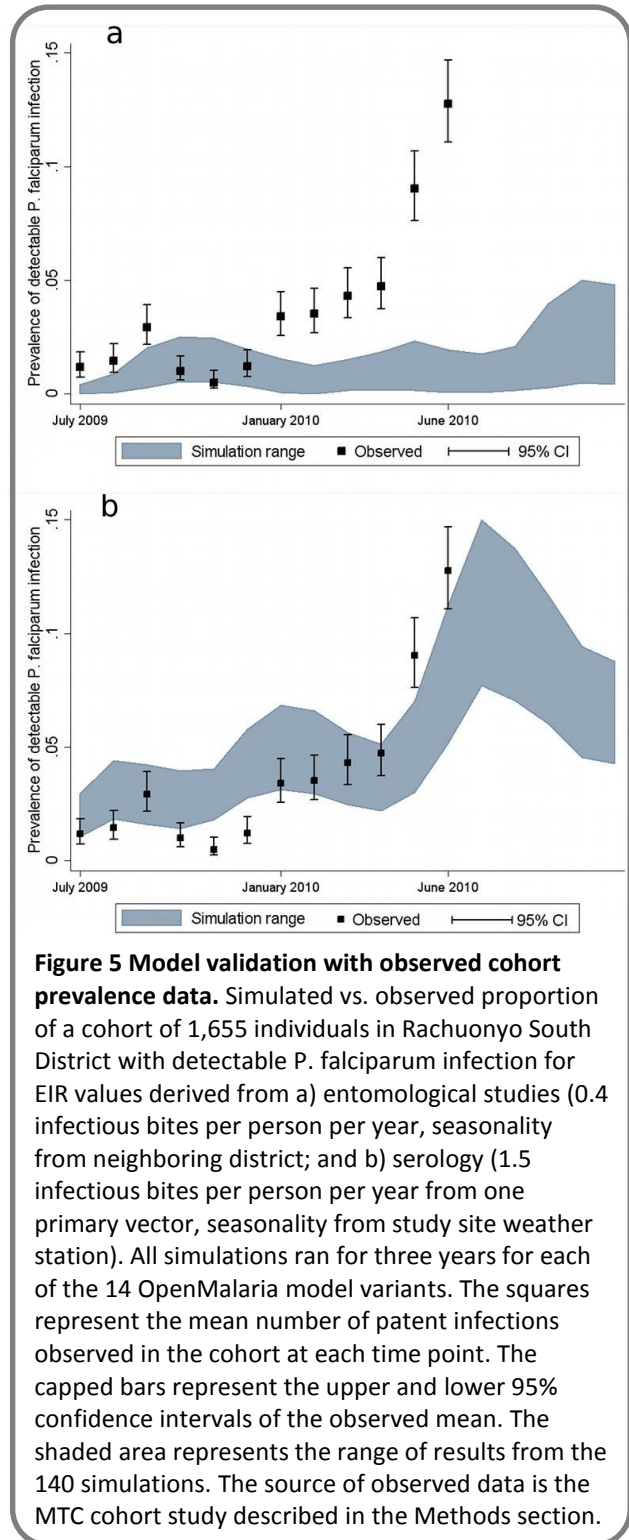 a
Prevalence of detectable P. falciparum infection
.15
.1
.05
0
July 2009 January 2010 June 2010
Simulation range Observed 95% CI
b
Prevalence of detectable P. falciparum infection
.15
.1
.05
0
July 2009 January 2010 June 2010
Simulation range Observed 95% CI
Figure 5 Model validation with observed cohort
prevalence data. Simulated vs. observed proportion
of a cohort of 1,655 individuals in Rachuonyo South
District with detectable P. falciparum infection for
EIR values derived from a) entomological studies (0.4
infectious bites per person per year, seasonality
from neighboring district; and b) serology (1.5
infectious bites per person per year from one
primary vector, seasonality from study site weather
station). All simulations ran for three years for each
of the 14 OpenMalaria model variants. The squares
represent the mean number of patent infections
observed in the cohort at each time point. The
capped bars represent the upper and lower 95%
confidence intervals of the observed mean. The
shaded area represents the range of results from the
140 simulations. The source of observed data is the
MTC cohort study described in the Methods section.